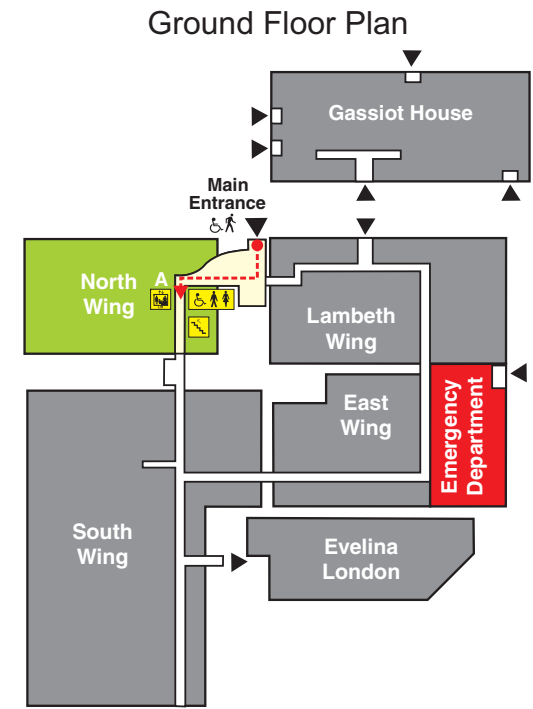 Ground Floor Plan
Gassiot House
Main
Entrance
North
Wing
A
Lambeth
Wing
East
Wing
Emergency
Department
South
Wing
Evelina
London